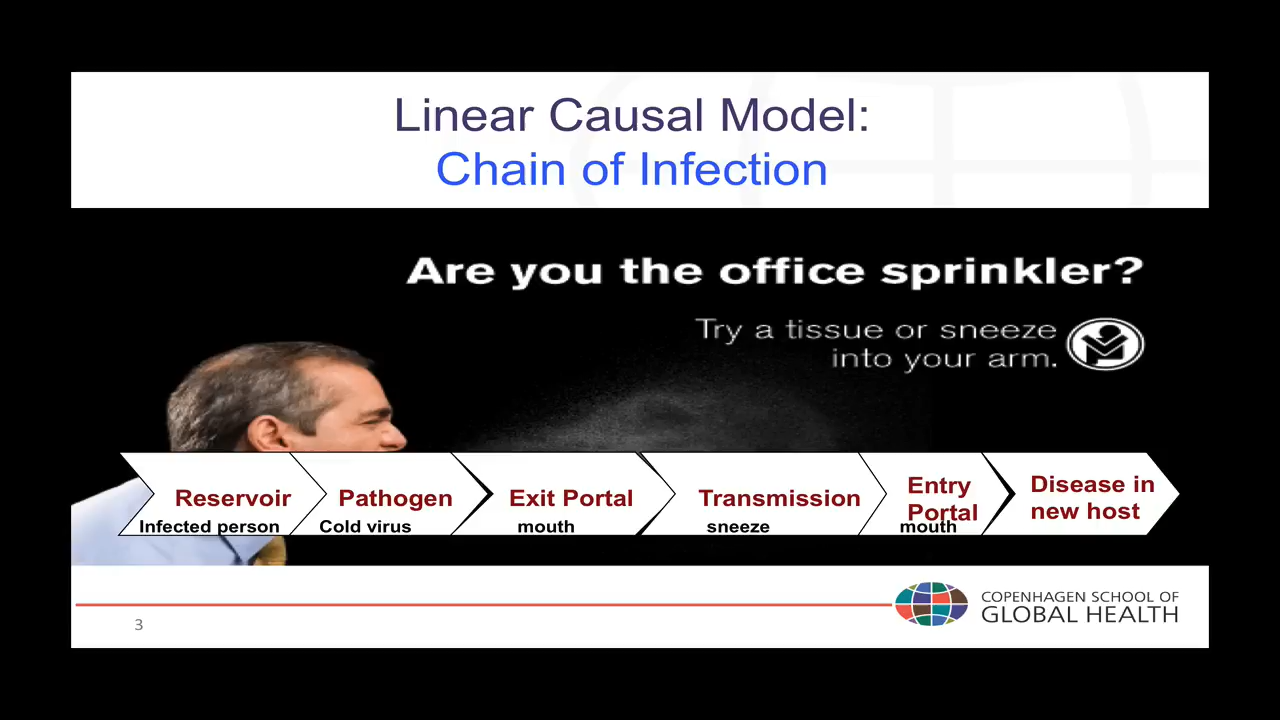 Linear Causal Model:
Chain of Infection
Are you the office sprinkler?
Try a tissue or sneeze
into your arm.
Reservoir
Infected person
Pathogen
Cold virus
Exit Portal
mouth
Transmission
sneeze
Entry
Portal
mouth
Disease in
new host
COPENHAGEN SCHOOL OF
GLOBAL HEALTH
3